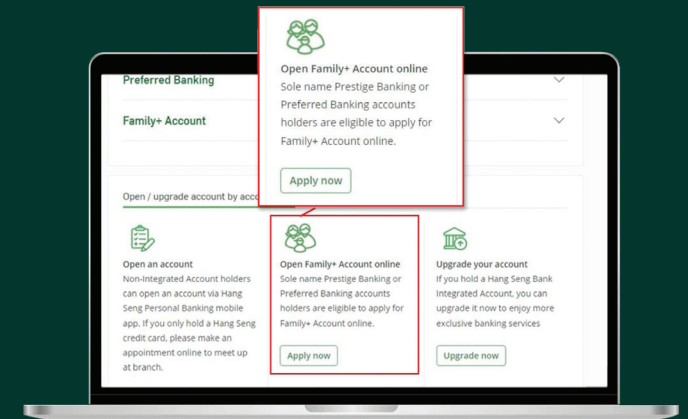 Open Family+ Account online
Sole name Prestige Banking or
Preferred Banking accounts
holders are eligible to apply for
Family+ Account online.
Apply now
Preferred Banking
Family+ Account
Open / upgrade account by
Open an account
Non-Integrated Account holders
can open an account via Hang
Seng Personal Banking mobile
app. If you only hold a Hang Seng
credit card, please make an
appointment online to meet up
at branch.
Open Family+ Account online
Sole name Prestige Banking or
Preferred Banking accounts
holders are eligible to apply for
Family+ Account online.
Apply now
Upgrade your account
If you hold a Hang Seng Bank
Integrated Account, you can
upgrade it now to enjoy more
exclusive banking services
Upgrade now